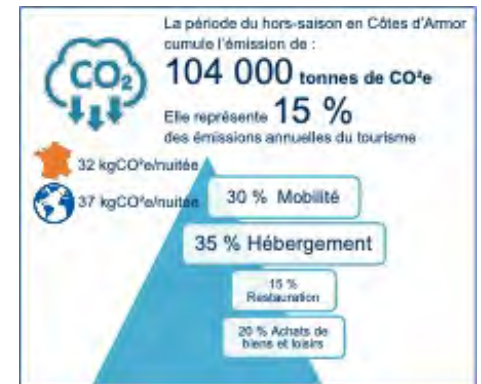 La période du hors-saison en Côtes d'Armor
cumule l'émission de :
104 000 tonnes de CO²e
Elle représente 15 %
des émissions annuelles du tourisme
CO2
32 kgCO²e/nuitée
37 kgCO²e/nuitée
30 % Mobilité
35 % Hébergement
15 %
Restauration
20 % Achats de
biens et loisirs